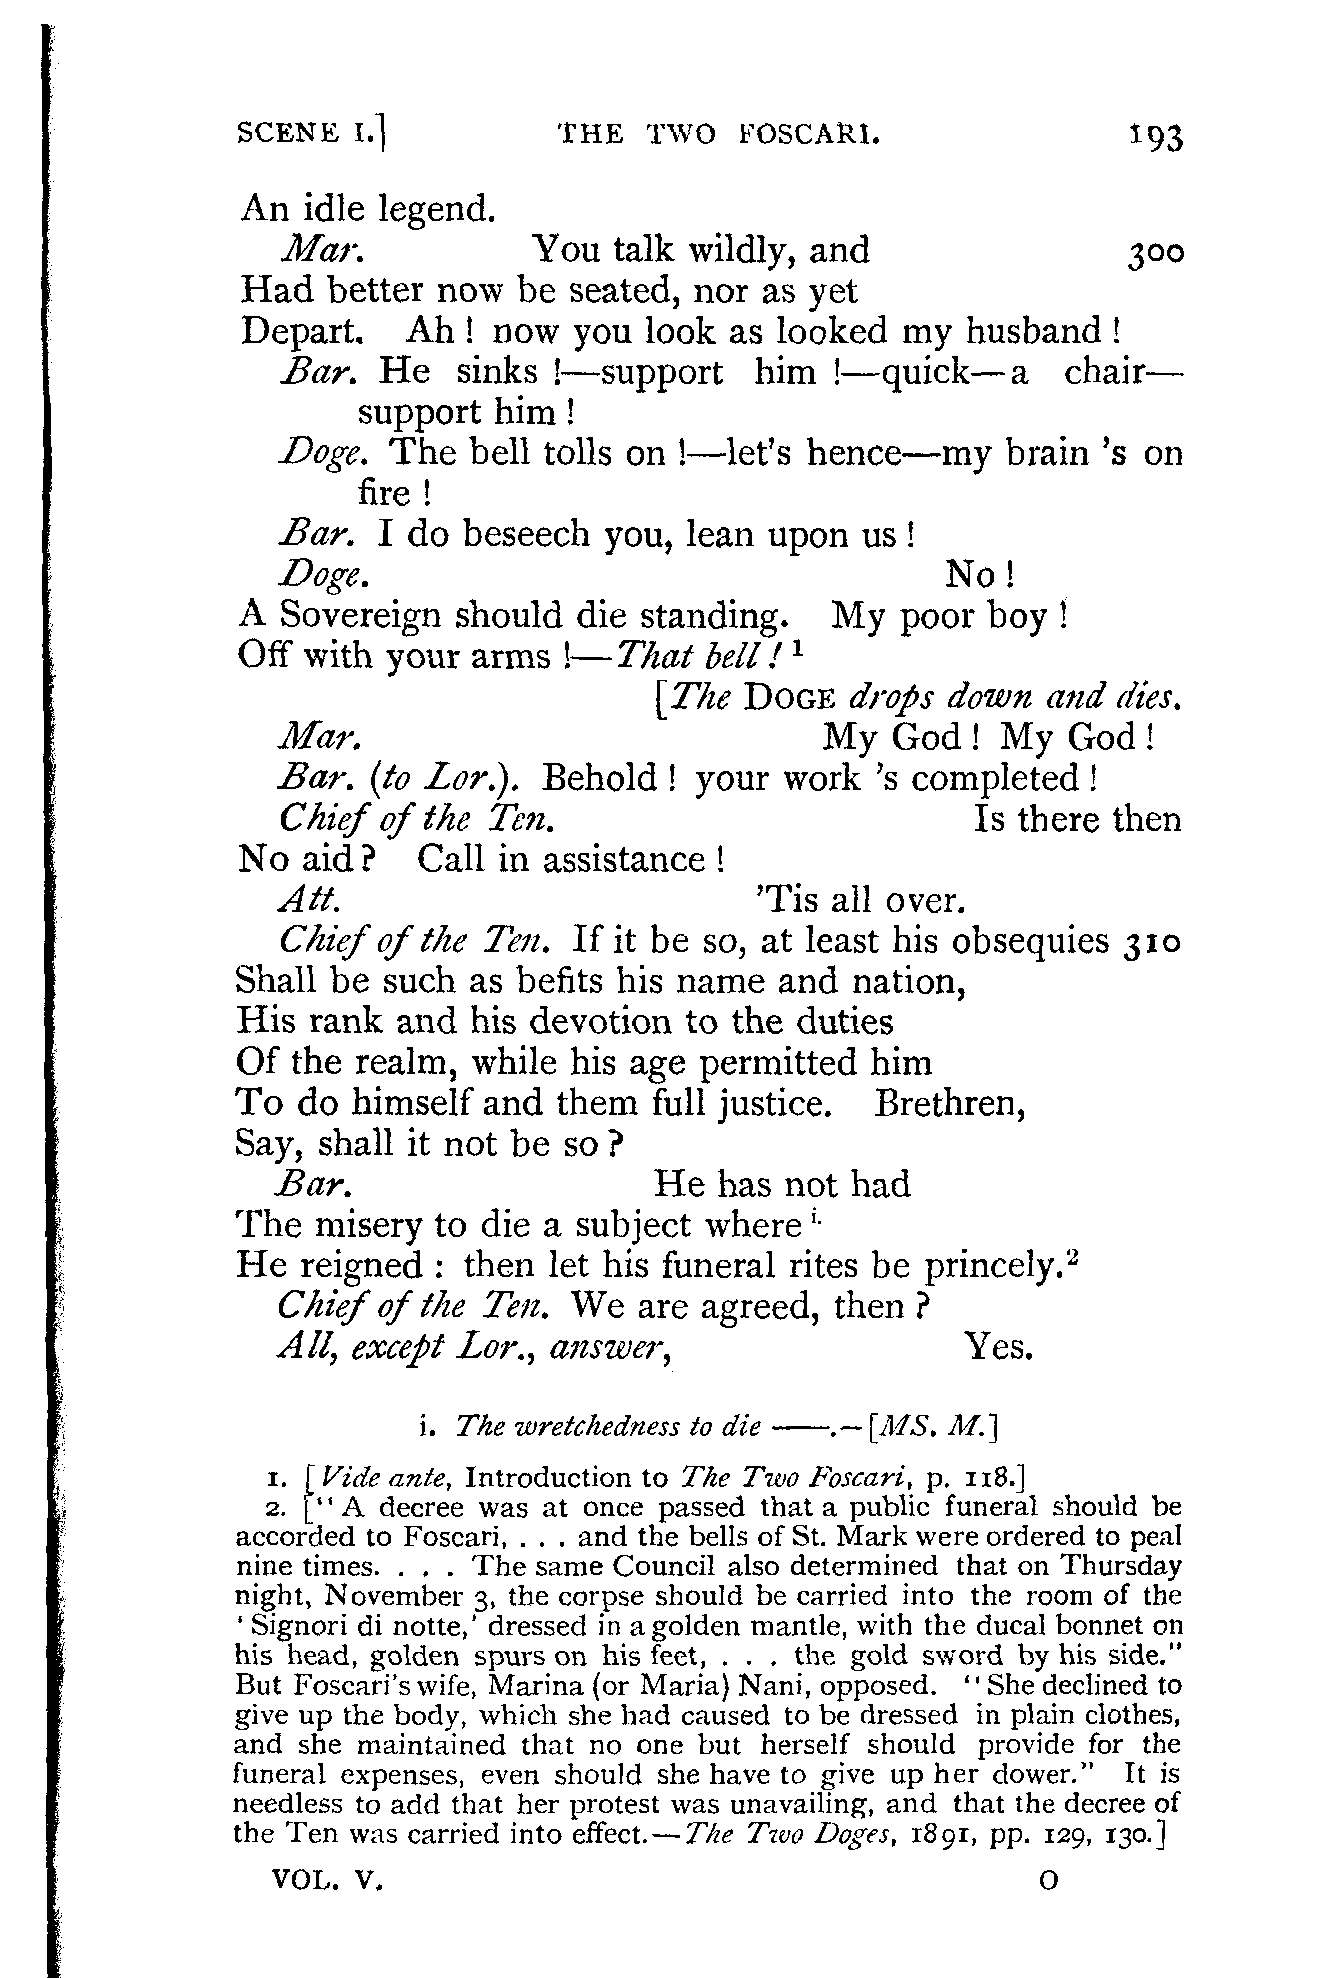 SCENE I.] THE TWO FOSCARI. 193
An idle legend.
Mar. You talk wildly, and 300
Had better now be seated, nor as yet
Depart. Ah! now you look as looked my husband!
Bar. He sinks!—support him!—quick—a chair—
support him!
Doge. The bell tolls on!—let's hence—my brain 's on
fire!
Bar. I do beseech you, lean upon us!
Doge. No!
A Sovereign should die standing. My poor boy!
Off with your arms!—That bell! 1
[The DOGE drops down and dies.
Mar. My God! My God!
Bar. (to Lor.). Behold! your work 's completed!
Chief of the Ten. Is there then
No aid? Call in assistance!
Att. 'Tis all over.
Chief of the Ten. If it be so, at least his obsequies 310
Shall be such as befits his name and nation,
His rank and his devotion to the duties
Of the realm, while his age permitted him
To do himself and them full justice. Brethren,
Say, shall it not be so?
Bar. He has not had
The misery to die a subject where i.
He reigned: then let his funeral rites be princely.2
Chief of the Ten. We are agreed, then?
All, except Lor., answer, Yes.
i. The wretchedness to die ——.—[MS. M.]
1. [Vide ante, Introduction to The Two Foscari, p. 118.]
2. ["A decree was at once passed that a public funeral should be
accorded to Foscari, . . . and the bells of St. Mark were ordered to peal
nine times. . . . The same Council also determined that on Thursday
night, November 3, the corpse should be carried into the room of the
'Signori di notte,' dressed in a golden mantle, with the ducal bonnet on
his head, golden spurs on his feet, . . . the gold sword by his side."
But Foscari's wife, Marina (or Maria) Nani, opposed. "She declined to
give up the body, which she had caused to be dressed in plain clothes,
and she maintained that no one but herself should provide for the
funeral expenses, even should she have to give up her dower." It is
needless to add that her protest was unavailing, and that the decree of
the Ten was carried into effect.—The Two Doges, 1891, pp. 129, 130.]
VOL. V. O